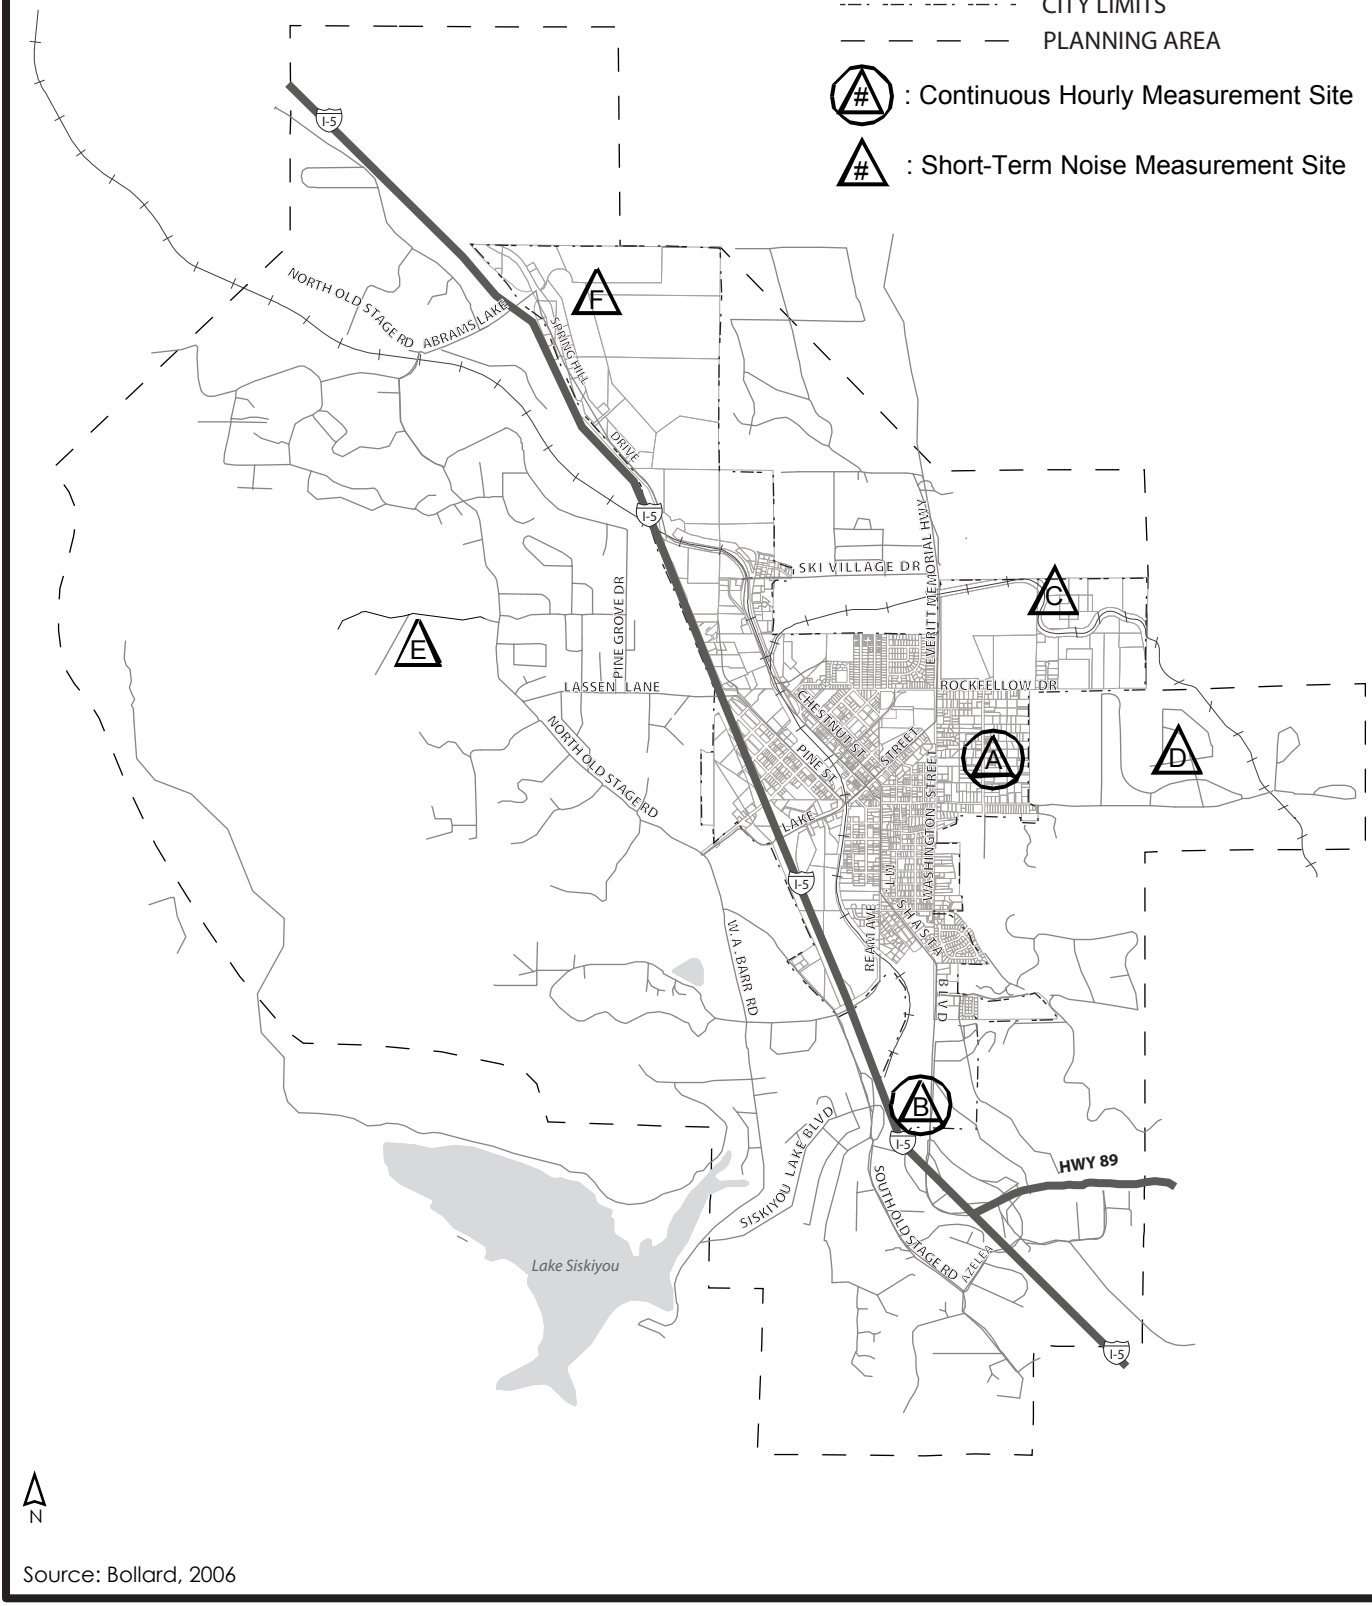 CITY LIMITS
PLANNING AREA
# : Continuous Hourly Measurement Site
# : Short-Term Noise Measurement Site
I-5
NORTH OLD STAGE RD
ABRAMS LAKE
F
SPRING HILL
DRIVE
I-5
EVERITT MEMORIAL HWY
SKI VILLAGE DR
C
PINE GROVE DR
E
LASSEN LANE
ROCKFELLOW DR
CHESTNUT ST.
NORTH OLD STAGE RD
PINE ST.
STREET
A
D
LAKE
WASHINGTON STREET
I-5
MT.
SHASTA
REAM AVE
W. A. BARR RD
BLVD
B
SISKIYOU LAKE BLVD
I-5
HWY 89
SOUTH OLD STAGE RD
AZELEA
Lake Siskiyou
I-5
N
Source: Bollard, 2006